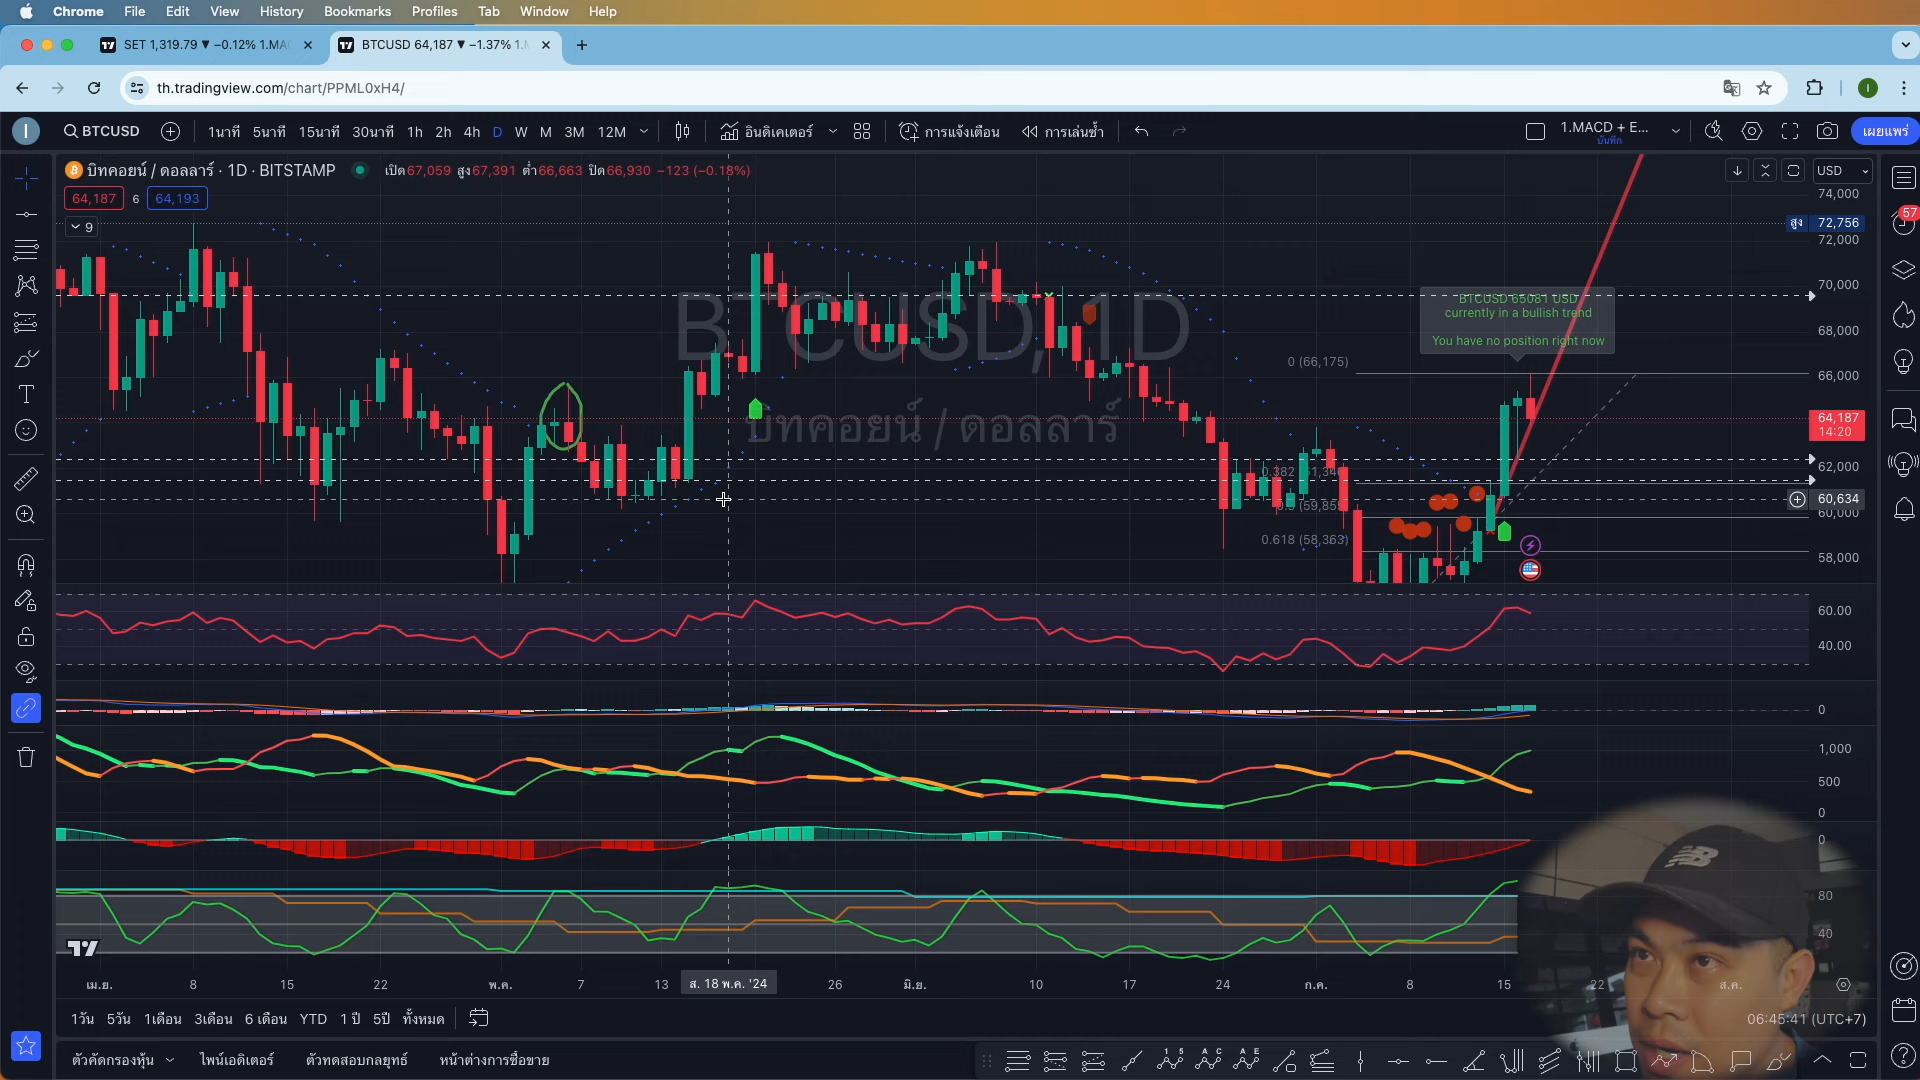 Chrome File Edit View History Bookmarks Profiles Tab Window Help
SET 1,319.79 ▼ −0.12% 1.MA
BTCUSD 64,187 ▼ −1.37% 1.
th.tradingview.com/chart/PPML0xH4/
I
BTCUSD 1นาที 5นาที 15นาที 30นาที 1h 2h 4h D W M 3M 12M อินดิเคเตอร์ การแจ้งเตือน การเล่นซ้ำ 1.MACD + E... เผยแพร่
บันทึก
บิทคอยน์ / ดอลลาร์ · 1D · BITSTAMP เปิด67,059 สูง67,391 ต่ำ66,663 ปิด66,930 −123 (−0.18%)
USD
64,187 6 64,193
9
74,000
สูง 72,756
72,000
57
70,000
68,000
66,000
64,187
14:20
62,000
60,634
60,000
58,000
BTCUSD, 1D
บิทคอยน์ / ดอลลาร์
BTCUSD 65081 USD
currently in a bullish trend
You have no position right now
0 (66,175)
0.618 (58,363)
60.00
40.00
0
1,000
500
0
0
80
40
เม.ย. 8 15 22 พ.ค. 7 13 ส. 18 พ.ค. '24 26 มิ.ย. 10 17 24 ก.ค. 8 15 22 ส.ค.
1วัน 5วัน 1เดือน 3เดือน 6 เดือน YTD 1 ปี 5ปี ทั้งหมด
06:45:41 (UTC+7)
ตัวคัดกรองหุ้น ไพน์เอดิเตอร์ ตัวทดสอบกลยุทธ์ หน้าต่างการซื้อขาย